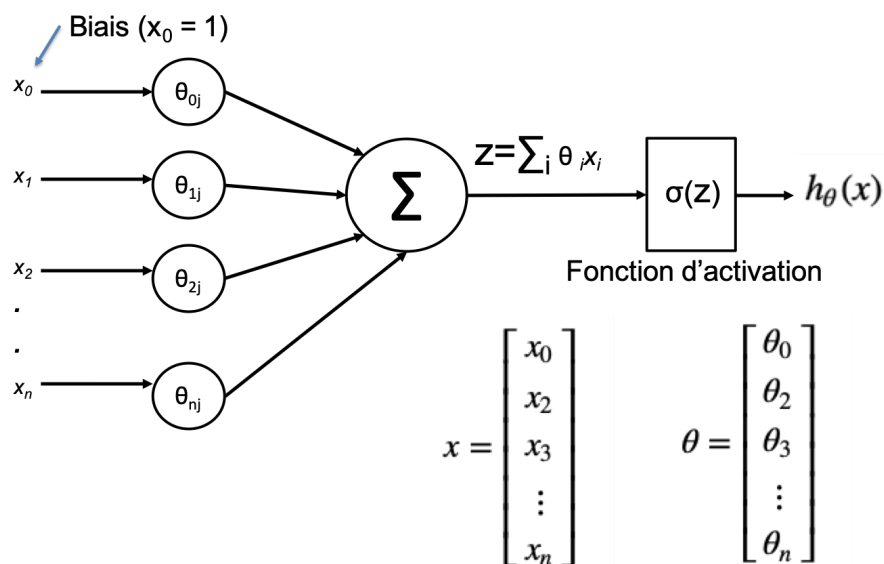 Biais (x₀ = 1)
x₀
θ₀ⱼ
x₁
θ₁ⱼ
x₂
θ₂ⱼ
.
.
xₙ
θₙⱼ
Σ
z=∑ᵢ θ ᵢxᵢ
σ(z)
hθ(x)
Fonction d’activation
x =
x₀
x₂
x₃
⋮
xₙ
θ =
θ₀
θ₂
θ₃
⋮
θₙ